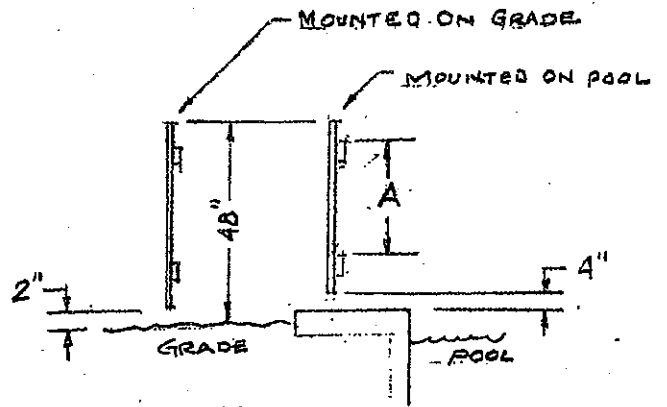 MOUNTED ON GRADE
MOUNTED ON POOL
48"
A
2"
4"
GRADE
POOL